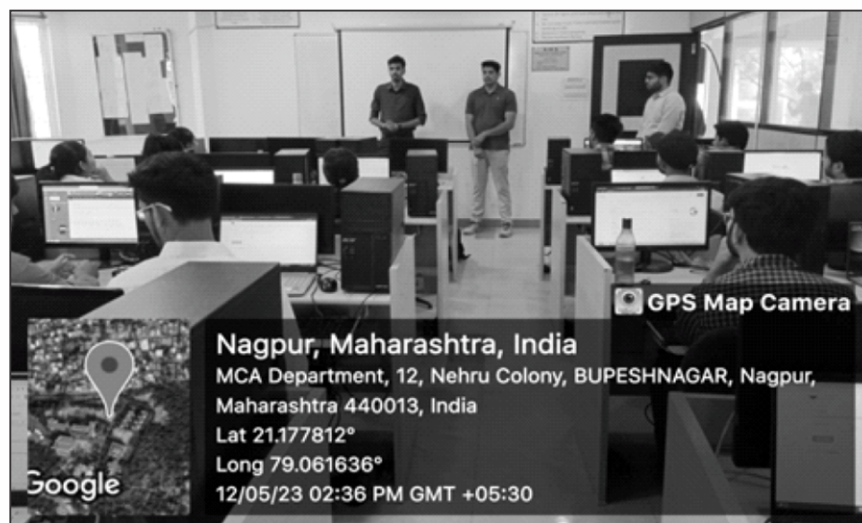 GPS Map Camera
Nagpur, Maharashtra, India
MCA Department, 12, Nehru Colony, BUPESHNAGAR, Nagpur,
Maharashtra 440013, India
Lat 21.177812°
Long 79.061636°
12/05/23 02:36 PM GMT +05:30
Google